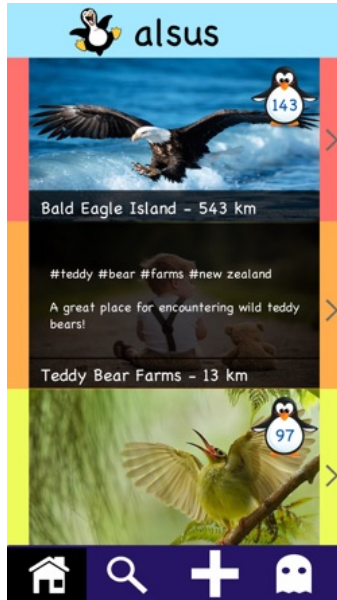 alsus
143
Bald Eagle Island - 543 km
#teddy #bear #farms #new zealand
A great place for encountering wild teddy
bears!
Teddy Bear Farms - 13 km
97